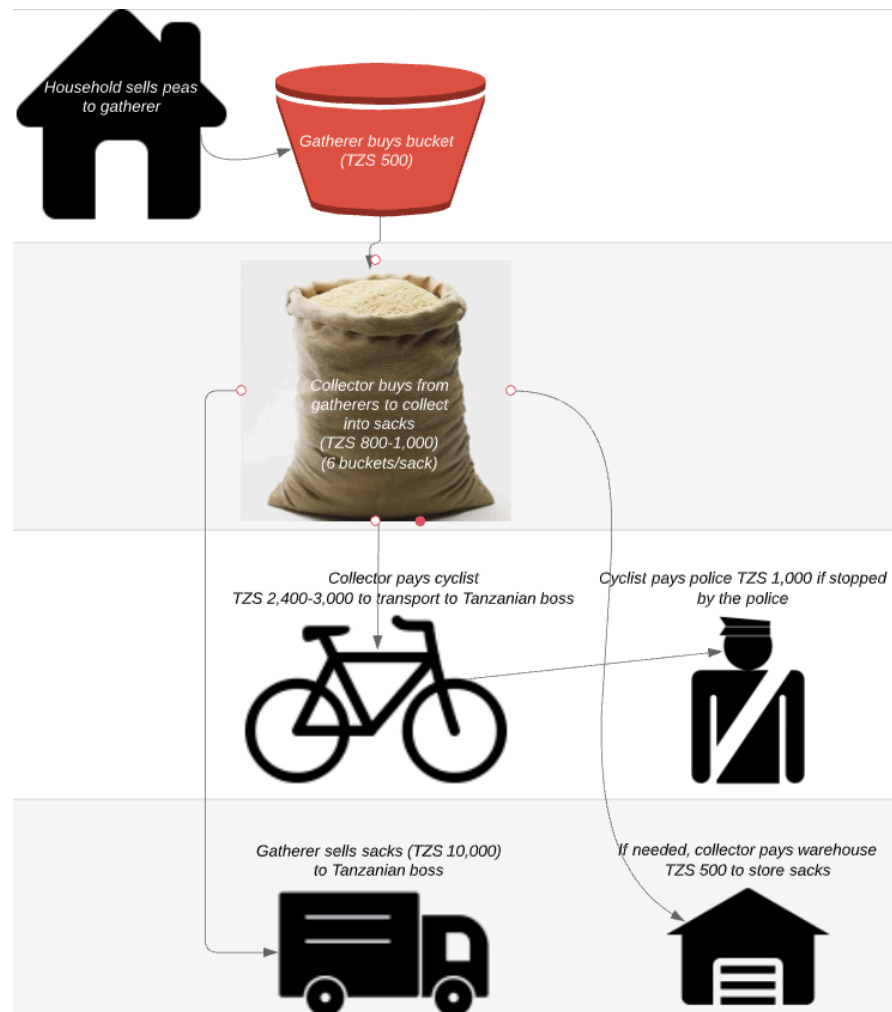 Household sells peas
to gatherer
Gatherer buys bucket
(TZS 500)
Collector buys from
gatherers to collect
into sacks
(TZS 800-1,000)
(6 buckets/sack)
Collector pays cyclist
TZS 2,400-3,000 to transport to Tanzanian boss
Cyclist pays police TZS 1,000 if stopped
by the police
Gatherer sells sacks (TZS 10,000)
to Tanzanian boss
If needed, collector pays warehouse
TZS 500 to store sacks